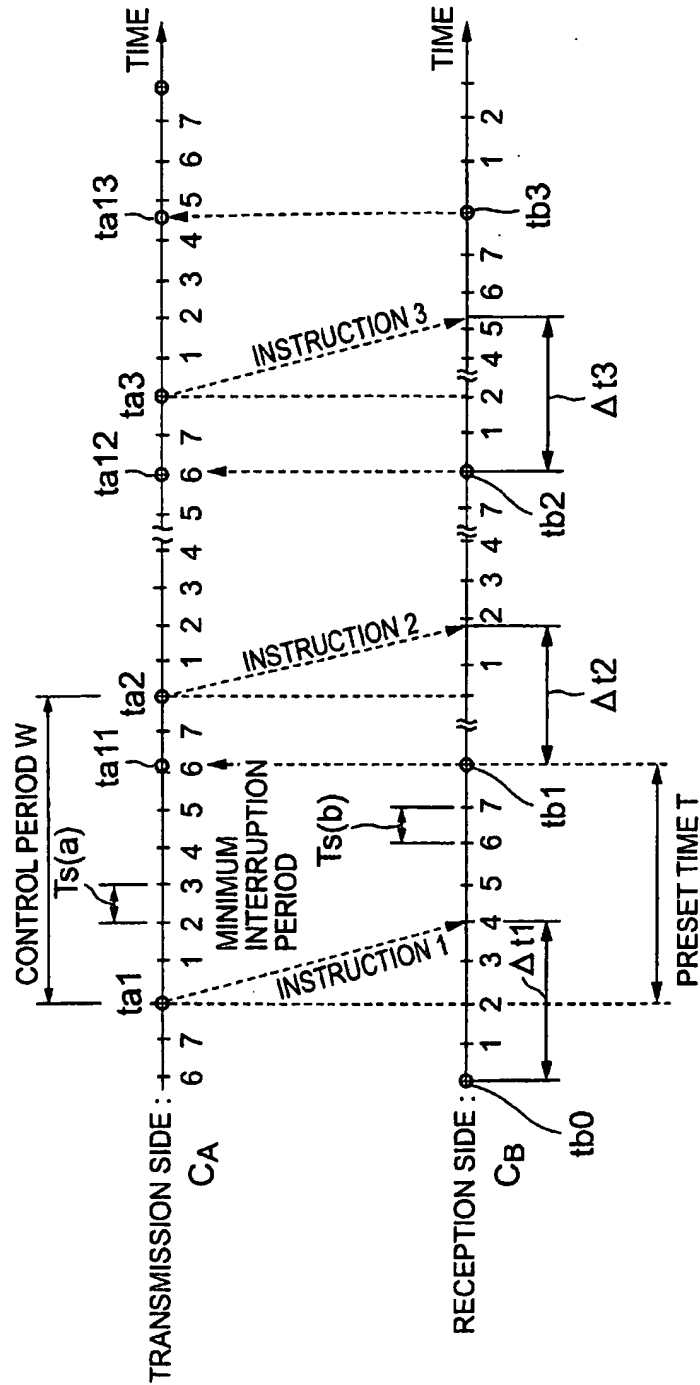 CONTROL PERIOD W
Ts(a)
ta1
ta11
ta2
ta12
ta3
ta13
TIME
TRANSMISSION SIDE :
CA
6 7 1 2 3 4 5 6 7 1 2 3 4 5 6 7 1 2 3 4 5 6 7
MINIMUM
INTERRUPTION
PERIOD
INSTRUCTION 1
INSTRUCTION 2
INSTRUCTION 3
Ts(b)
TIME
RECEPTION SIDE :
CB
1 2 3 4 5 6 7 1 2 3 4 7 1 2 4 5 6 7 1 2
tb0
Δt1
tb1
Δt2
tb2
Δt3
tb3
PRESET TIME T